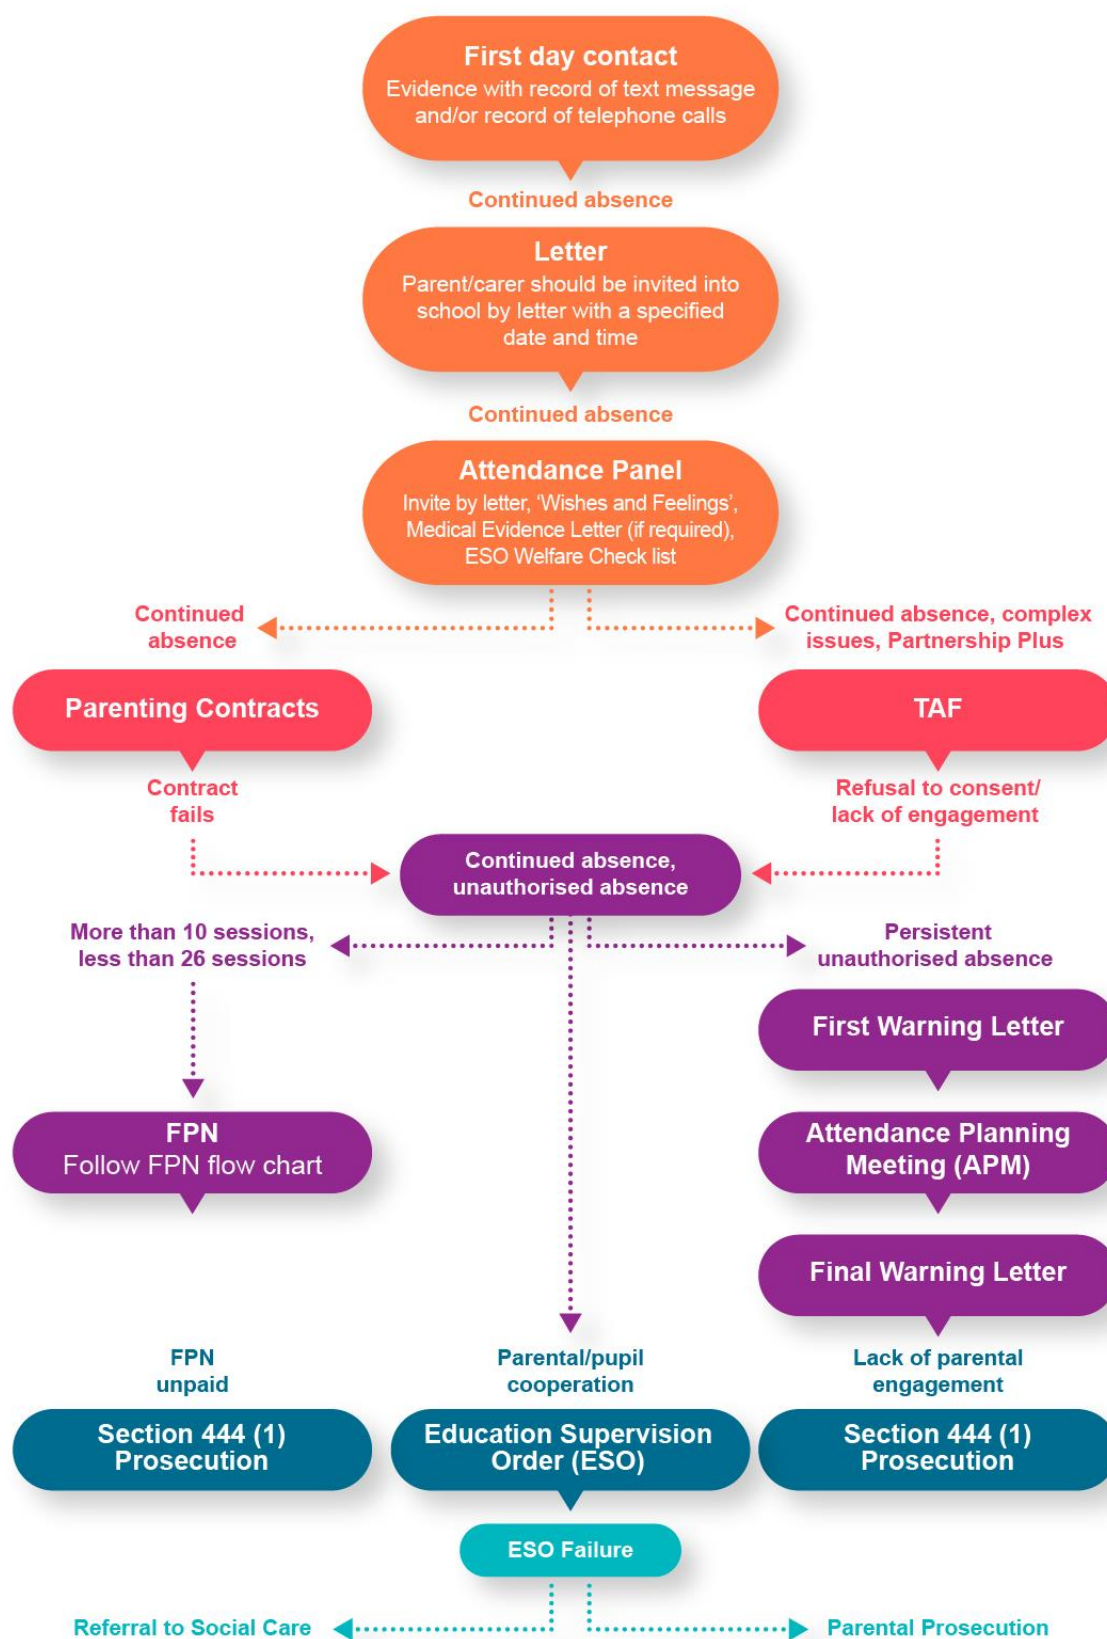 First day contact
Evidence with record of text message
and/or record of telephone calls
Continued absence
Letter
Parent/carer should be invited into
school by letter with a specified
date and time
Continued absence
Attendance Panel
Invite by letter, ‘Wishes and Feelings’,
Medical Evidence Letter (if required),
ESO Welfare Check list
Continued
absence
Continued absence, complex
issues, Partnership Plus
Parenting Contracts
TAF
Contract
fails
Refusal to consent/
lack of engagement
Continued absence,
unauthorised absence
More than 10 sessions,
less than 26 sessions
Persistent
unauthorised absence
First Warning Letter
FPN
Follow FPN flow chart
Attendance Planning
Meeting (APM)
Final Warning Letter
FPN
unpaid
Parental/pupil
cooperation
Lack of parental
engagement
Section 444 (1)
Prosecution
Education Supervision
Order (ESO)
Section 444 (1)
Prosecution
ESO Failure
Referral to Social Care
Parental Prosecution